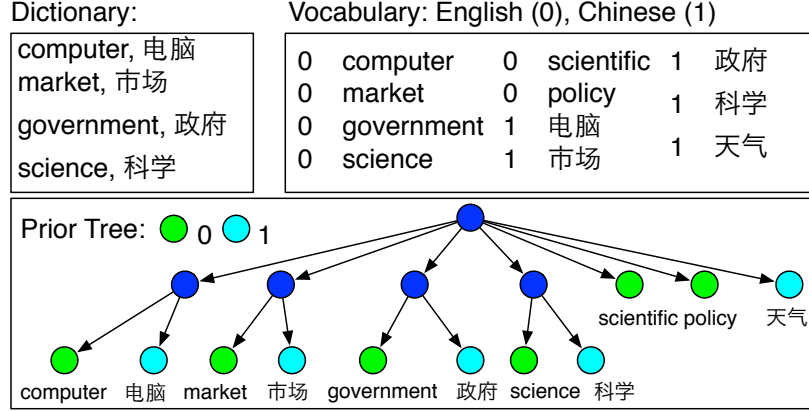 Dictionary:
computer, 电脑
market, 市场
government, 政府
science, 科学
Vocabulary: English (0), Chinese (1)
0 computer 0 scientific 1 政府
0 market 0 policy 1 科学
0 government 1 电脑 1 天气
0 science 1 市场
Prior Tree: 0 1
scientific policy 天气
computer 电脑 market 市场 government 政府 science 科学